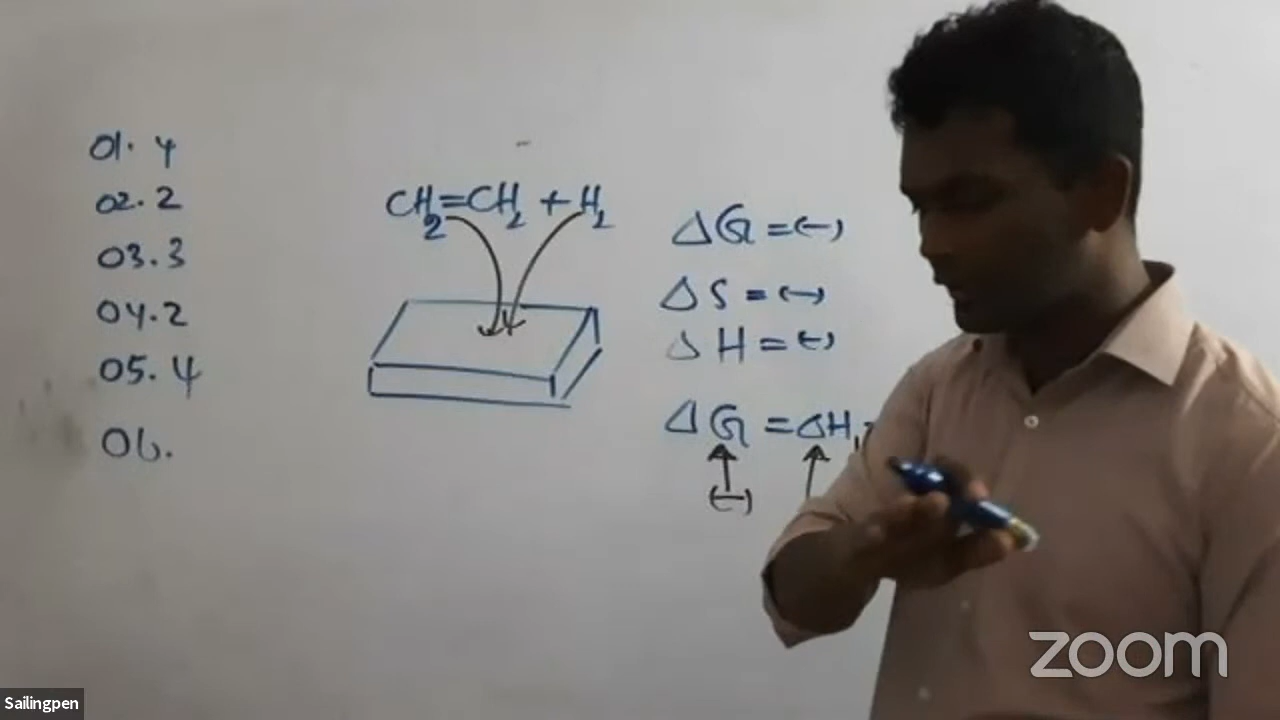 01. 4
02. 2
03. 3
04. 2
05. 4
06.
CH₂=CH₂ + H₂
ΔG = (-)
ΔS = (-)
ΔH = (-)
ΔG = ΔH
(-)
zoom
Sailingpen